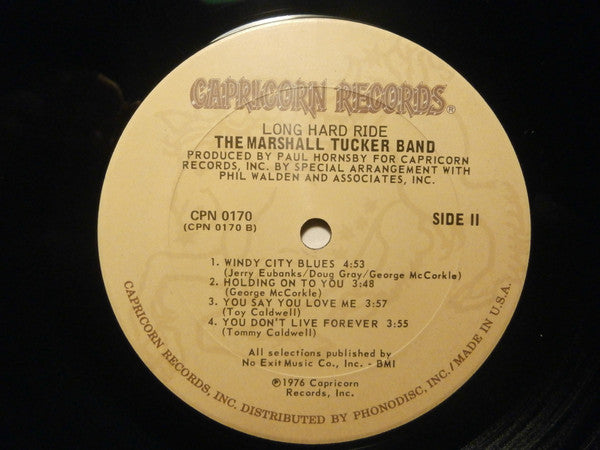 CAPRICORN RECORDS®
LONG HARD RIDE
THE MARSHALL TUCKER BAND
PRODUCED BY PAUL HORNSBY FOR CAPRICORN
RECORDS, INC. BY SPECIAL ARRANGEMENT WITH
PHIL WALDEN AND ASSOCIATES, INC.
CPN 0170
(CPN 0170 B)
SIDE II
1. WINDY CITY BLUES 4:53
(Jerry Eubanks/Doug Gray/George McCorkle)
2. HOLDING ON TO YOU 3:48
(George McCorkle)
3. YOU SAY YOU LOVE ME 3:57
(Toy Caldwell)
4. YOU DON'T LIVE FOREVER 3:55
(Tommy Caldwell)
All selections published by
No Exit Music Co., Inc. - BMI
℗1976 Capricorn
Records, Inc.
CAPRICORN RECORDS, INC. DISTRIBUTED BY PHONODISC, INC./MADE IN U.S.A.